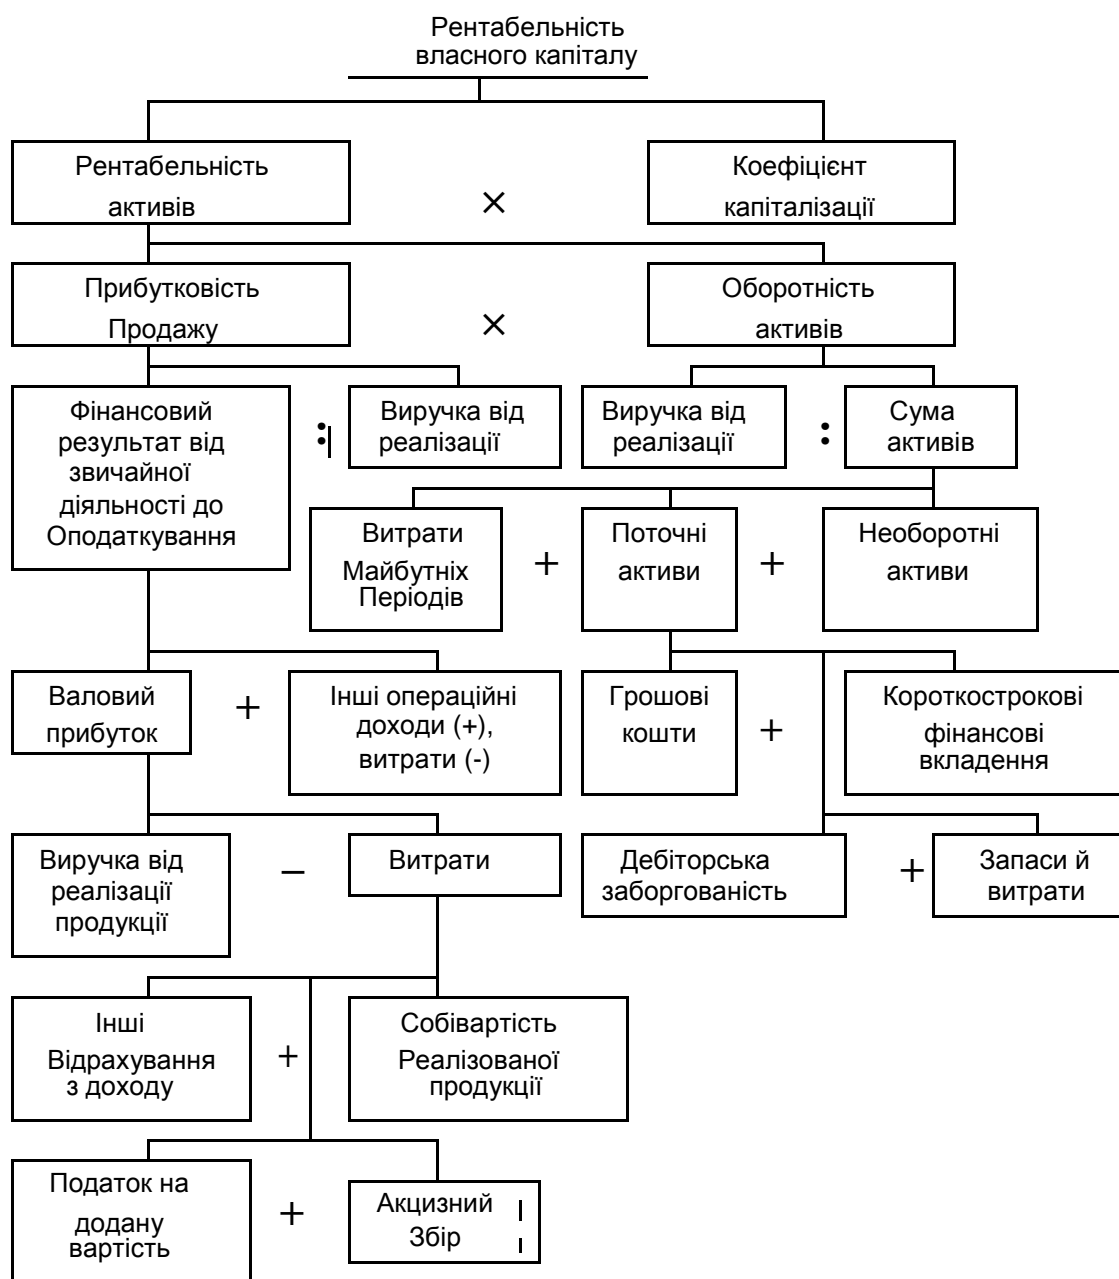 Рентабельність
власного капіталу
Рентабельність
активів
×
Коефіцієнт
капіталізації
Прибутковість
Продажу
×
Оборотність
активів
Фінансовий
результат від
звичайної
діяльності до
Оподаткування
:
Виручка від
реалізації
Виручка від
реалізації
:
Сума
активів
Витрати
Майбутніх
Періодів
+
Поточні
активи
+
Необоротні
активи
Валовий
прибуток
+
Інші операційні
доходи (+),
витрати (-)
Грошові
кошти
+
Короткострокові
фінансові
вкладення
Виручка від
реалізації
продукції
−
Витрати
Дебіторська
заборгованість
+
Запаси й
витрати
Інші
Відрахування
з доходу
+
Собівартість
Реалізованої
продукції
Податок на
додану
вартість
+
Акцизний
Збір